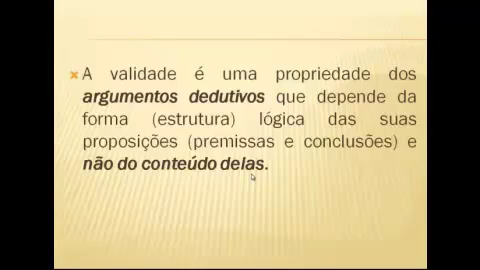 A validade é uma propriedade dos
argumentos dedutivos que depende da
forma (estrutura) lógica das suas
proposições (premissas e conclusões) e
não do conteúdo delas.